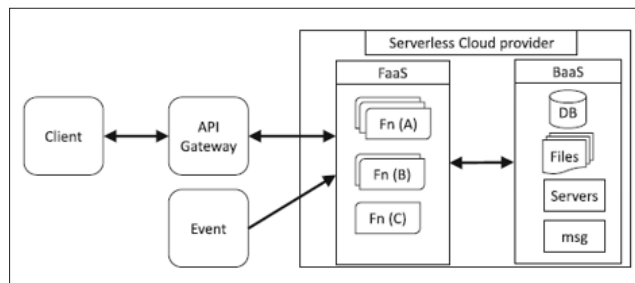 Serverless Cloud provider
FaaS
BaaS
Client
API
Gateway
Event
Fn (A)
Fn (B)
Fn (C)
DB
Files
Servers
msg